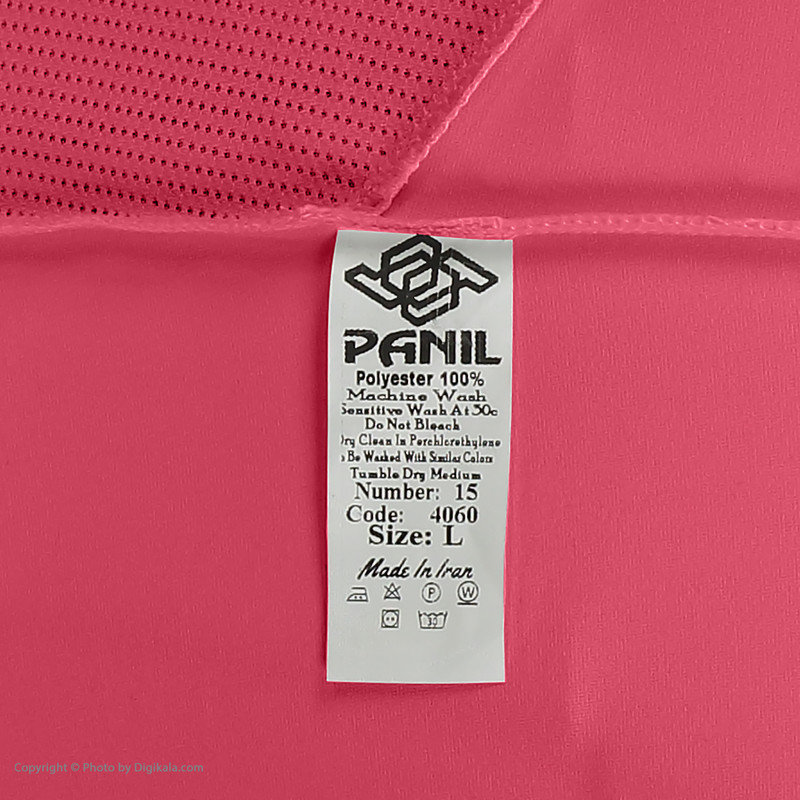 PANIL
Polyester 100%
Machine Wash
Sensitive Wash At 30c
Do Not Bleach
Dry Clean In Perchlorethylene
o Be Washed With Similar Colors
Tumble Dry Medium
Number: 15
Code: 4060
Size: L
Made In Iran
P W
30
Copyright © Photo by Digikala.com